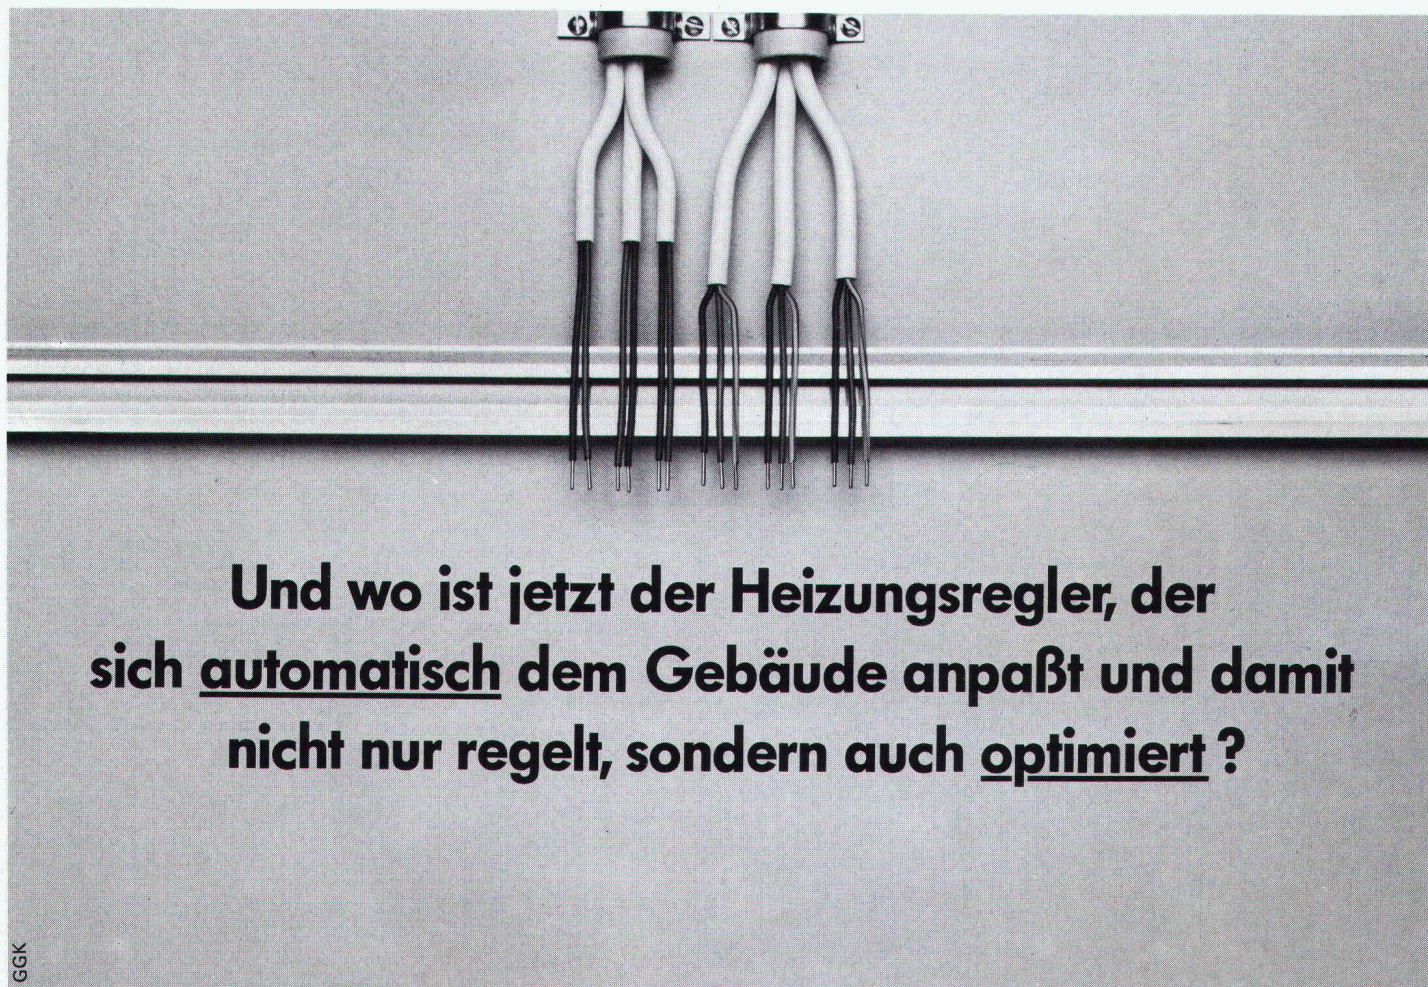 Und wo ist jetzt der Heizungsregler, der
sich automatisch dem Gebäude anpaßt und damit
nicht nur regelt, sondern auch optimiert?
GGK